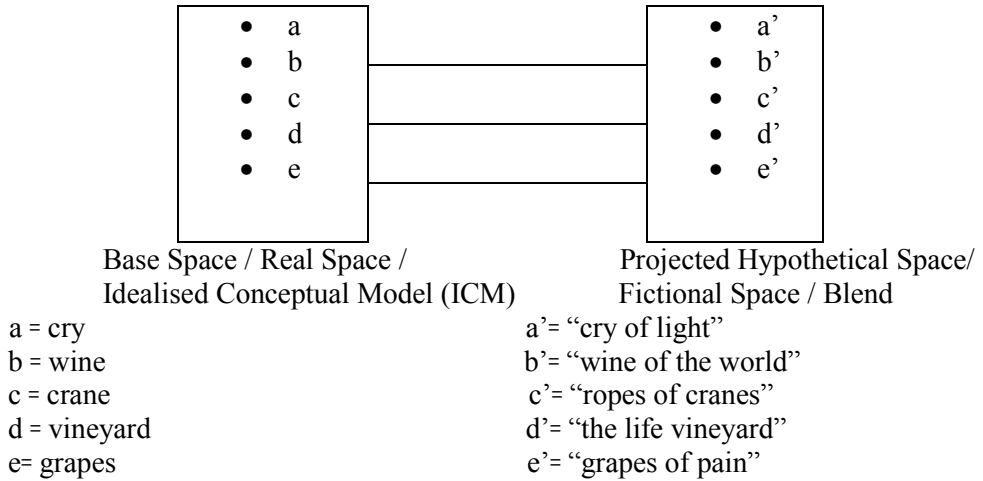 • a • a’
• b • b’
• c • c’
• d • d’
• e • e’
Base Space / Real Space / Projected Hypothetical Space/
Idealised Conceptual Model (ICM) Fictional Space / Blend
a = cry a’= “cry of light”
b = wine b’= “wine of the world”
c = crane c’= “ropes of cranes”
d = vineyard d’= “the life vineyard”
e= grapes e’= “grapes of pain”